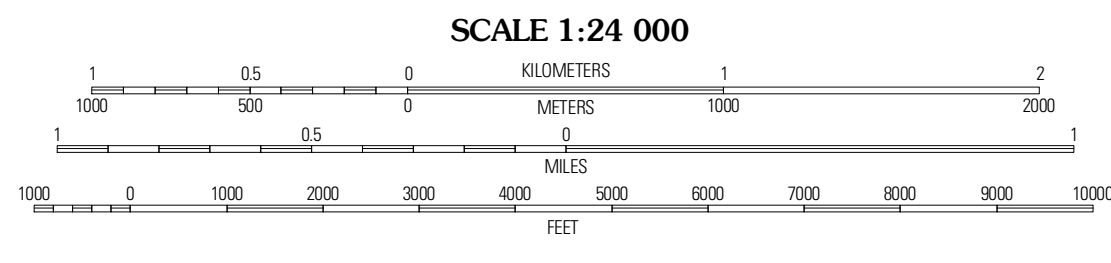 SCALE 1:24 000
1 0.5 0 KILOMETERS 1 2
1000 500 0 METERS 1000 2000
1 0.5 0 1
MILES
1000 0 1000 2000 3000 4000 5000 6000 7000 8000 9000 10000
FEET